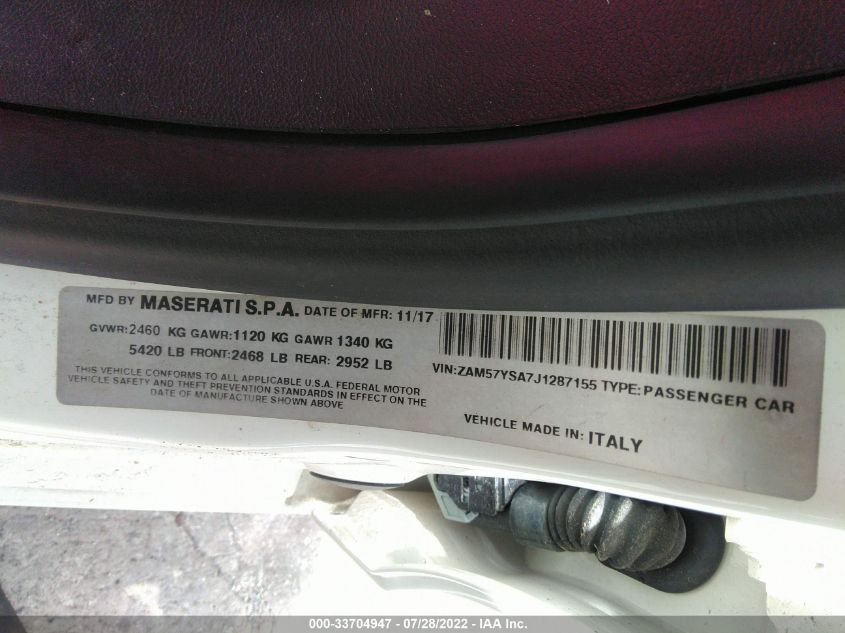 MFD BY MASERATI S.P.A. DATE OF MFR: 11/17
GVWR:2460 KG GAWR:1120 KG GAWR 1340 KG
5420 LB FRONT:2468 LB REAR: 2952 LB
THIS VEHICLE CONFORMS TO ALL APPLICABLE U.S.A. FEDERAL MOTOR
VEHICLE SAFETY AND THEFT PREVENTION STANDARDS IN EFFECT ON THE
DATE OF MANUFACTURE SHOWN ABOVE
VIN:ZAM57YSA7J1287155 TYPE:PASSENGER CAR
VEHICLE MADE IN: ITALY
000-33704947 - 07/28/2022 - IAA Inc.